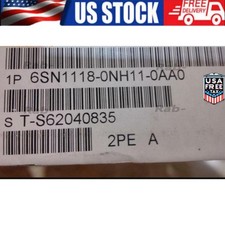 US STOCK
FREE DELIVERY
1P 6SN1118-0NH11-0AA0
USA
FREE
S T-S62040835
2PE A